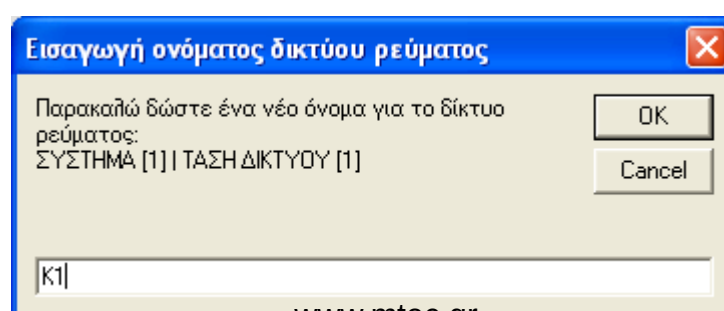 Εισαγωγή ονόματος δικτύου ρεύματος
Παρακαλώ δώστε ένα νέο όνομα για το δίκτυο
ρεύματος:
ΣΥΣΤΗΜΑ [1] | ΤΑΣΗ ΔΙΚΤΥΟΥ [1]
OK
Cancel
K1